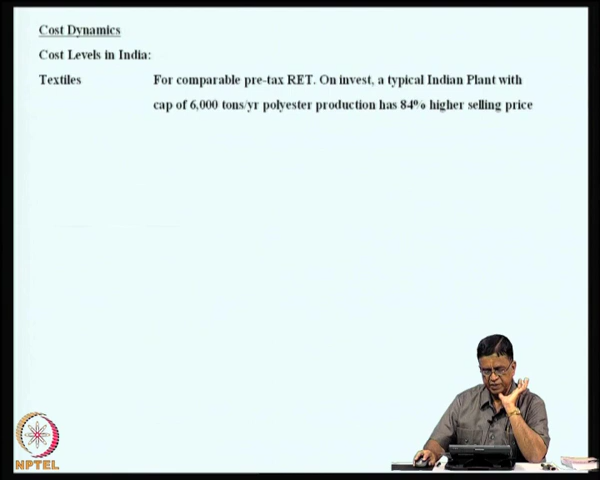 Cost Dynamics
Cost Levels in India:
Textiles For comparable pre-tax RET. On invest, a typical Indian Plant with
cap of 6,000 tons/yr polyester production has 84% higher selling price
NPTEL